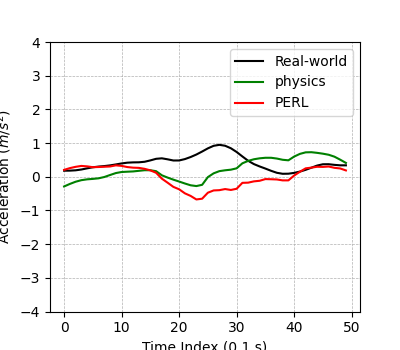 Real-world
physics
PERL
4
3
2
1
0
−1
−2
−3
−4
Acceleration (m/s²)
0 10 20 30 40 50
Time Index (0.1 s)